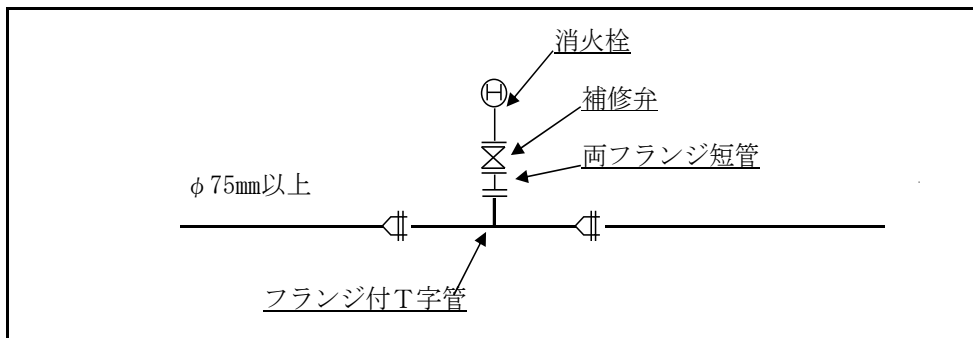 消火栓
H
補修弁
両フランジ短管
φ75mm以上
フランジ付T字管